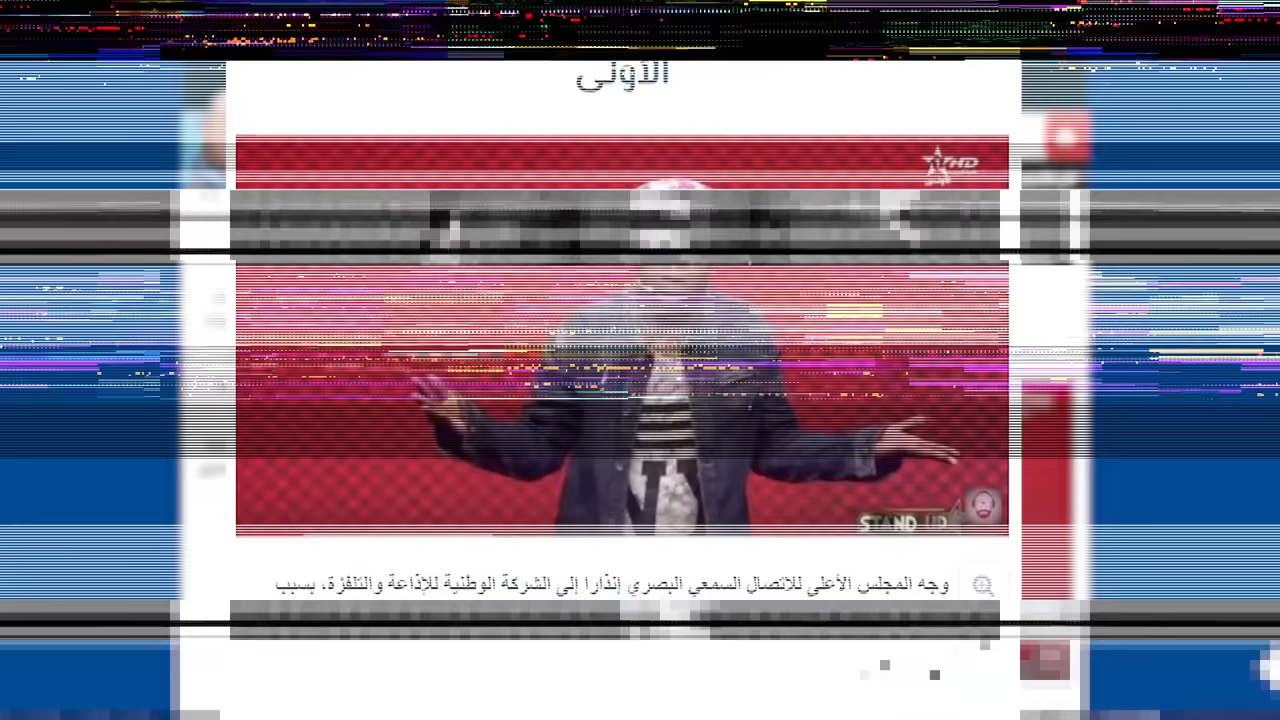 الأولى
HD
STAND UP
وجه المجلس الأعلى للاتصال السمعي البصري إنذارا إلى الشركة الوطنية للإذاعة والتلفزة، بسبب